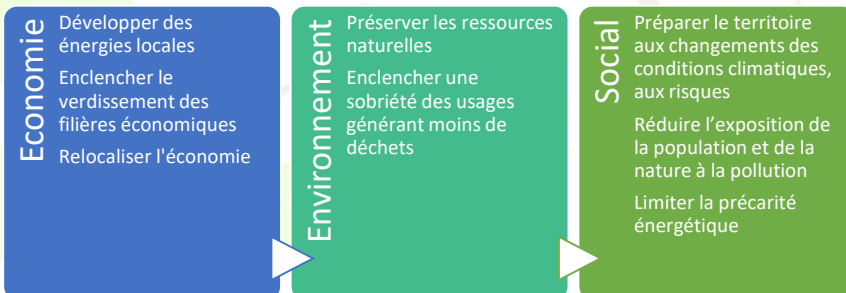 Economie
Développer des
énergies locales
Enclencher le
verdissement des
filières économiques
Relocaliser l'économie
Environnement
Préserver les ressources
naturelles
Enclencher une
sobriété des usages
générant moins de
déchets
Social
Préparer le territoire
aux changements des
conditions climatiques,
aux risques
Réduire l’exposition de
la population et de la
nature à la pollution
Limiter la précarité
énergétique